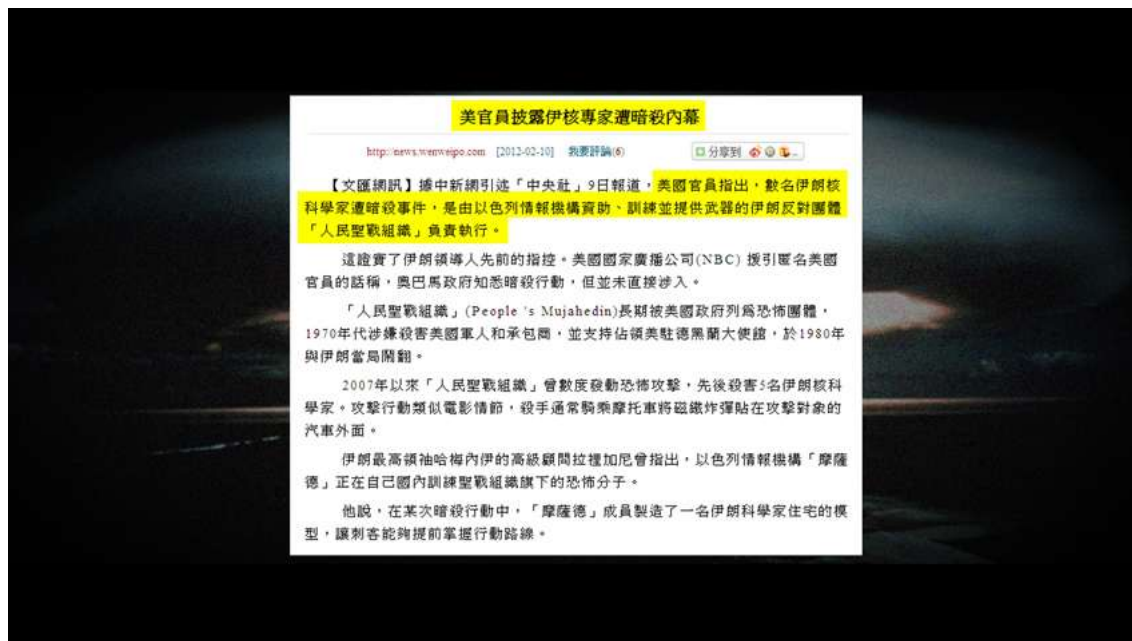 美官員披露伊核專家遭暗殺內幕
http://news.wenweipo.com [2012-02-10] 我要評論(6) 分享到
【文匯網訊】據中新網引述「中央社」9日報道，美國官員指出，數名伊朗核
科學家遭暗殺事件，是由以色列情報機構資助、訓練並提供武器的伊朗反對團體
「人民聖戰組織」負責執行。
這證實了伊朗領導人先前的指控。美國國家廣播公司(NBC) 援引匿名美國
官員的話稱，奧巴馬政府知悉暗殺行動，但並未直接涉入。
「人民聖戰組織」(People 's Mujahedin)長期被美國政府列爲恐怖團體，
1970年代涉嫌殺害美國軍人和承包商，並支持佔領美駐德黑蘭大使館，於1980年
與伊朗當局鬧翻。
2007年以來「人民聖戰組織」曾數度發動恐怖攻擊，先後殺害5名伊朗核科
學家。攻擊行動類似電影情節，殺手通常騎乘摩托車將磁鐵炸彈貼在攻擊對象的
汽車外面。
伊朗最高領袖哈梅內伊的高級顧問拉裡加尼曾指出，以色列情報機構「摩薩
德」正在自己國內訓練聖戰組織旗下的恐怖分子。
他說，在某次暗殺行動中，「摩薩德」成員製造了一名伊朗科學家住宅的模
型，讓刺客能夠提前掌握行動路線。